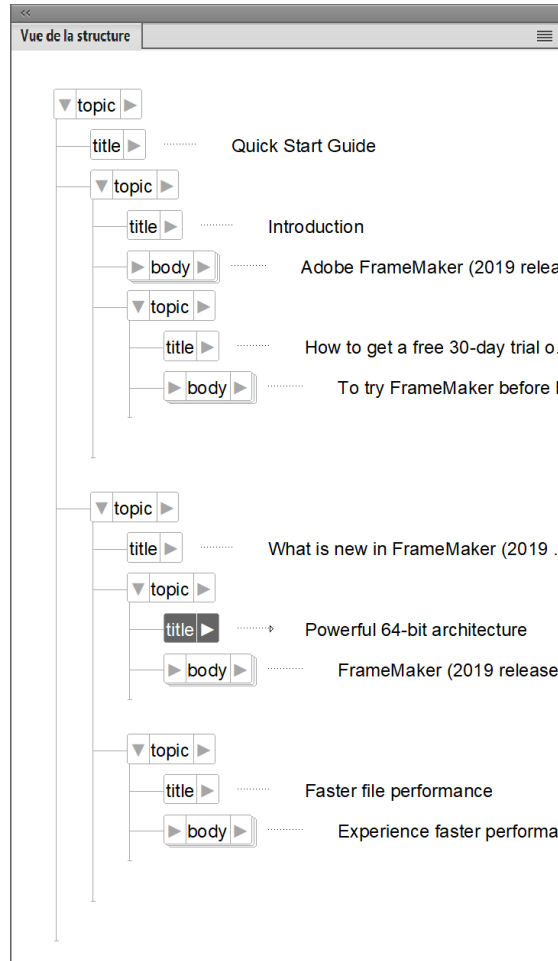 <<
Vue de la structure
topic
title Quick Start Guide
topic
title Introduction
body Adobe FrameMaker (2019 relea
topic
title How to get a free 30-day trial o.
body To try FrameMaker before
topic
title What is new in FrameMaker (2019 .
topic
title Powerful 64-bit architecture
body FrameMaker (2019 release
topic
title Faster file performance
body Experience faster performa